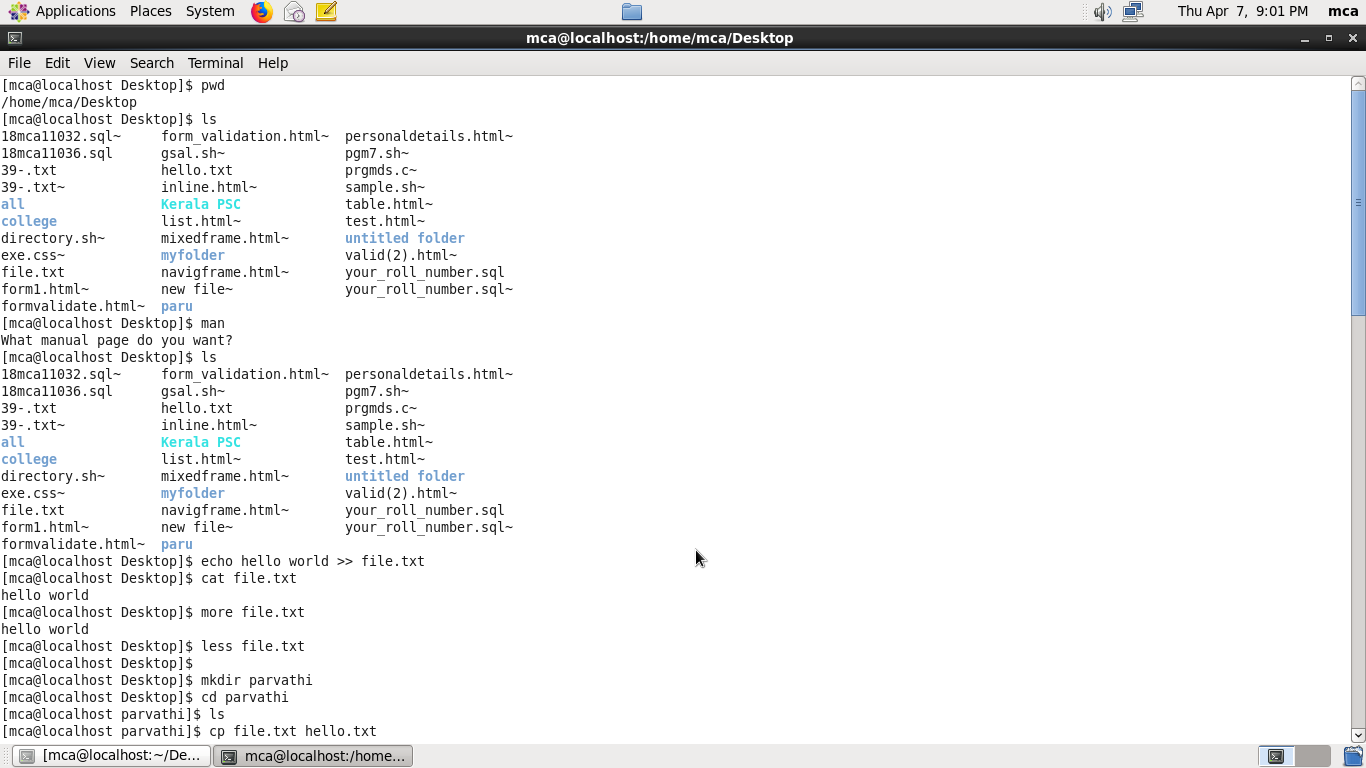 Applications Places System Thu Apr 7, 9:01 PM mca
mca@localhost:/home/mca/Desktop
File Edit View Search Terminal Help
[mca@localhost Desktop]$ pwd
/home/mca/Desktop
[mca@localhost Desktop]$ ls
18mca11032.sql~ form_validation.html~ personaldetails.html~
18mca11036.sql gsal.sh~ pgm7.sh~
39-.txt hello.txt prgmds.c~
39-.txt~ inline.html~ sample.sh~
all Kerala PSC table.html~
college list.html~ test.html~
directory.sh~ mixedframe.html~ untitled folder
exe.css~ myfolder valid(2).html~
file.txt navigframe.html~ your_roll_number.sql
form1.html~ new file~ your_roll_number.sql~
formvalidate.html~ paru
[mca@localhost Desktop]$ man
What manual page do you want?
[mca@localhost Desktop]$ ls
18mca11032.sql~ form_validation.html~ personaldetails.html~
18mca11036.sql gsal.sh~ pgm7.sh~
39-.txt hello.txt prgmds.c~
39-.txt~ inline.html~ sample.sh~
all Kerala PSC table.html~
college list.html~ test.html~
directory.sh~ mixedframe.html~ untitled folder
exe.css~ myfolder valid(2).html~
file.txt navigframe.html~ your_roll_number.sql
form1.html~ new file~ your_roll_number.sql~
formvalidate.html~ paru
[mca@localhost Desktop]$ echo hello world >> file.txt
[mca@localhost Desktop]$ cat file.txt
hello world
[mca@localhost Desktop]$ more file.txt
hello world
[mca@localhost Desktop]$ less file.txt
[mca@localhost Desktop]$
[mca@localhost Desktop]$ mkdir parvathi
[mca@localhost Desktop]$ cd parvathi
[mca@localhost parvathi]$ ls
[mca@localhost parvathi]$ cp file.txt hello.txt
[mca@localhost:~/De... mca@localhost:/home...